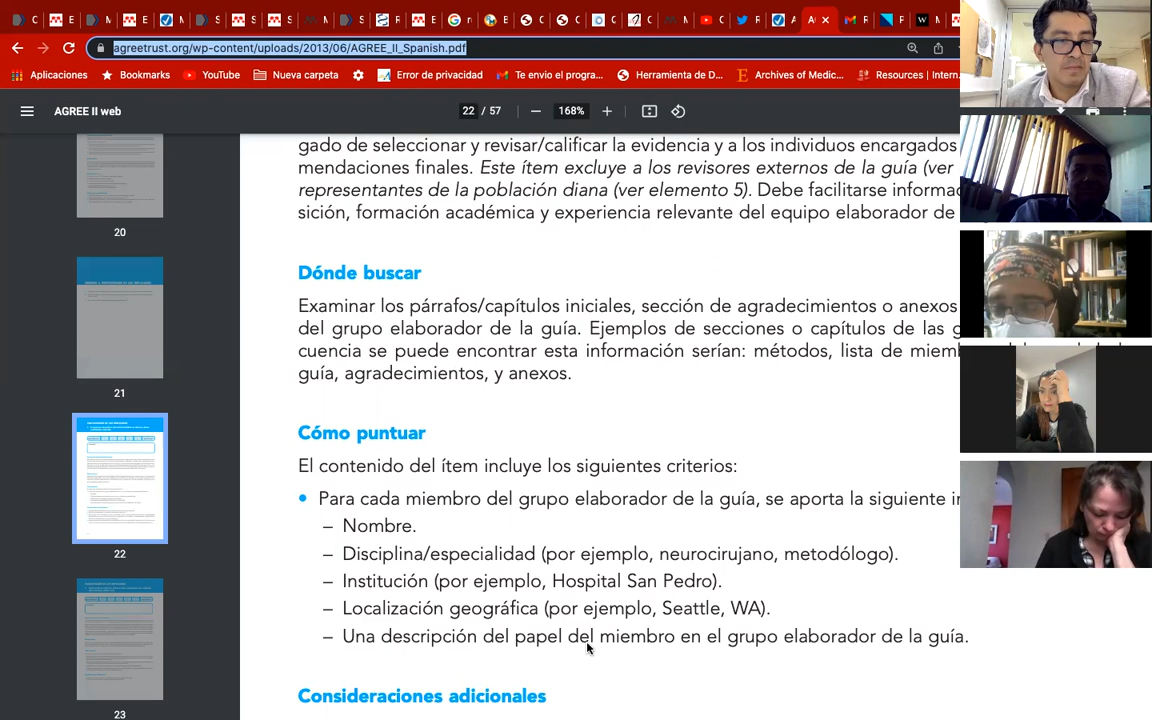 agreetrust.org/wp-content/uploads/2013/06/AGREE_II_Spanish.pdf
Aplicaciones
Bookmarks
YouTube
Nueva carpeta
Error de privacidad
Te envio el progra...
Herramienta de D...
Archives of Medic...
Resources | Intern...
AGREE II web
22 / 57
168%
gado de seleccionar y revisar/calificar la evidencia y a los individuos encargados
mendaciones finales. Este ítem excluye a los revisores externos de la guía (ver
representantes de la población diana (ver elemento 5). Debe facilitarse informac
sición, formación académica y experiencia relevante del equipo elaborador de
Dónde buscar
Examinar los párrafos/capítulos iniciales, sección de agradecimientos o anexos
del grupo elaborador de la guía. Ejemplos de secciones o capítulos de las g
cuencia se puede encontrar esta información serían: métodos, lista de miemb
guía, agradecimientos, y anexos.
Cómo puntuar
El contenido del ítem incluye los siguientes criterios:
• Para cada miembro del grupo elaborador de la guía, se aporta la siguiente in
– Nombre.
– Disciplina/especialidad (por ejemplo, neurocirujano, metodólogo).
– Institución (por ejemplo, Hospital San Pedro).
– Localización geográfica (por ejemplo, Seattle, WA).
– Una descripción del papel del miembro en el grupo elaborador de la guía.
Consideraciones adicionales
20
21
22
23